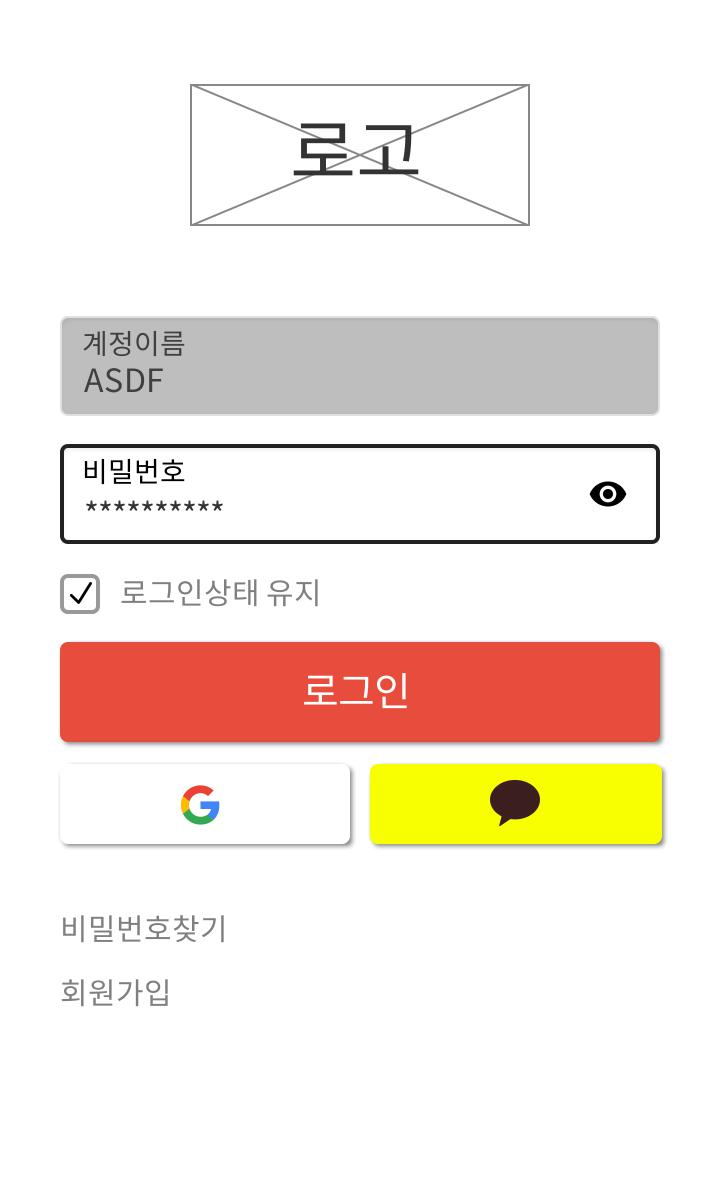 로고
계정이름
ASDF
비밀번호
**********
로그인상태 유지
로그인
비밀번호찾기
회원가입